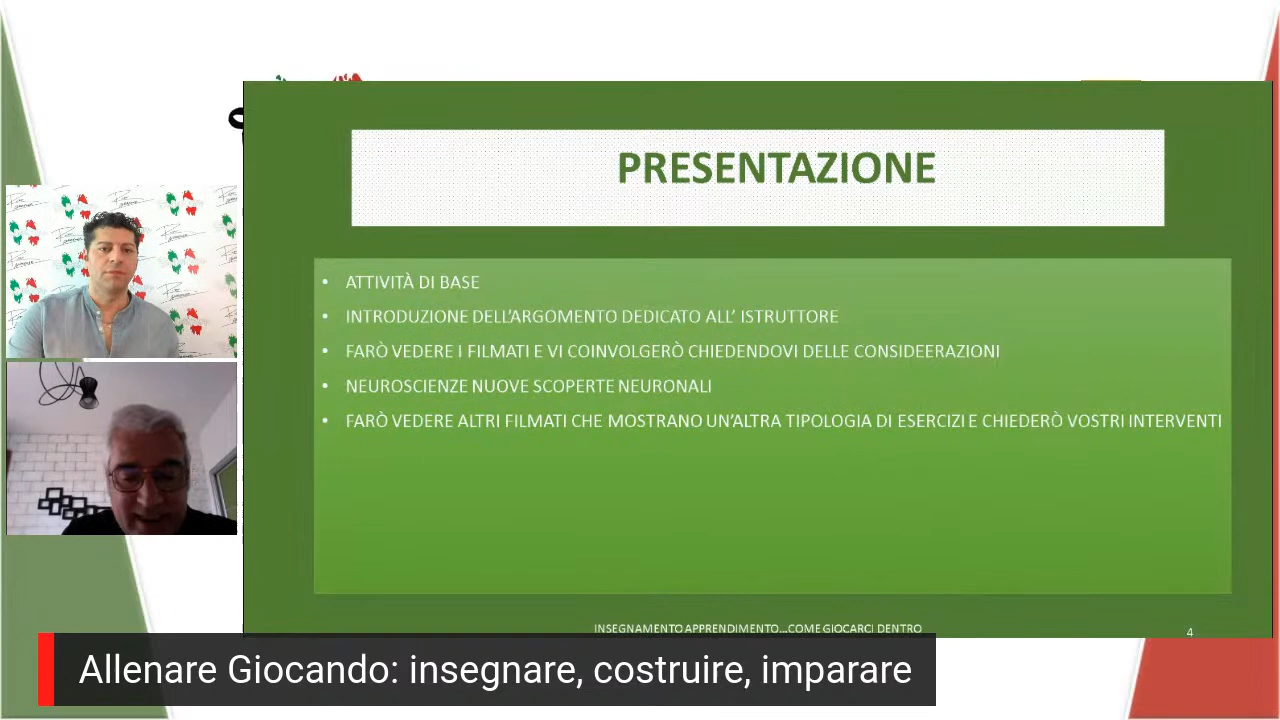 PRESENTAZIONE
• ATTIVITÀ DI BASE
• INTRODUZIONE DELL'ARGOMENTO DEDICATO ALL' ISTRUTTORE
• FARÒ VEDERE I FILMATI E VI COINVOLGERÒ CHIEDENDOVI DELLE CONSIDEERAZIONI
• NEUROSCIENZE NUOVE SCOPERTE NEURONALI
• FARÒ VEDERE ALTRI FILMATI CHE MOSTRANO UN'ALTRA TIPOLOGIA DI ESERCIZI E CHIEDERÒ VOSTRI INTERVENTI
INSEGNAMENTO APPRENDIMENTO...COME GIOCARCI DENTRO
4
Allenare Giocando: insegnare, costruire, imparare